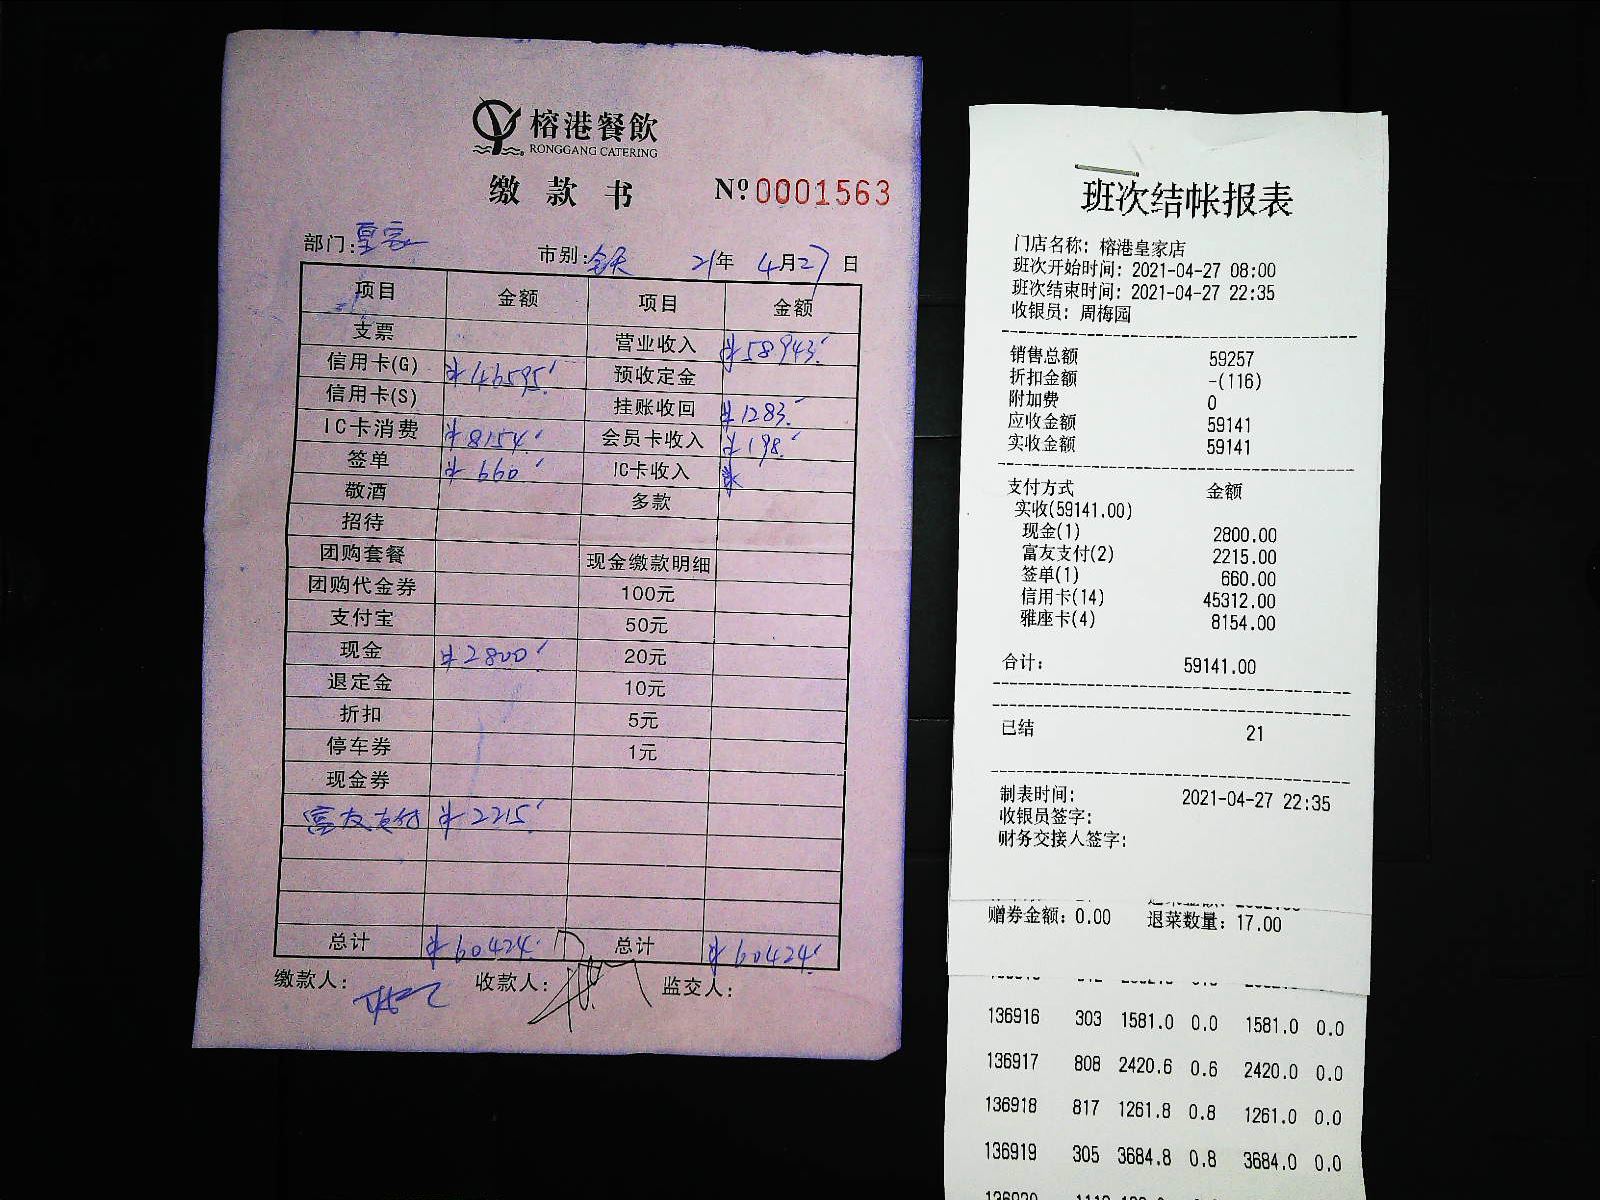 榕港餐飲
RONGGANG CATERING
缴款书 Nº 0001563
部门:皇家 市别:全天 21年 4月27日
项目 金额 项目 金额
支票 营业收入 ¥58943.
信用卡(G) ¥46595. 预收定金
信用卡(S) 挂账收回 ¥1283.
IC卡消费 ¥8154. 会员卡收入 ¥198.
签单 ¥660 IC卡收入
敬酒 多款
招待
团购套餐 现金缴款明细
团购代金券 100元
支付宝 50元
现金 ¥2800 20元
退定金 10元
折扣 5元
停车券 1元
现金券
富友支付 ¥2215.
总计 ¥60424. 总计 ¥60424.
缴款人: 收款人: 监交人:
班次结帐报表
门店名称: 榕港皇家店
班次开始时间: 2021-04-27 08:00
班次结束时间: 2021-04-27 22:35
收银员: 周梅园
销售总额 59257
折扣金额 -(116)
附加费 0
应收金额 59141
实收金额 59141
支付方式 金额
实收(59141.00)
现金(1) 2800.00
富友支付(2) 2215.00
签单(1) 660.00
信用卡(14) 45312.00
雅座卡(4) 8154.00
合计: 59141.00
已结 21
制表时间: 2021-04-27 22:35
收银员签字:
财务交接人签字:
赠券金额: 0.00 退菜数量: 17.00
136916 303 1581.0 0.0 1581.0 0.0
136917 808 2420.6 0.6 2420.0 0.0
136918 817 1261.8 0.8 1261.0 0.0
136919 305 3684.8 0.8 3684.0 0.0